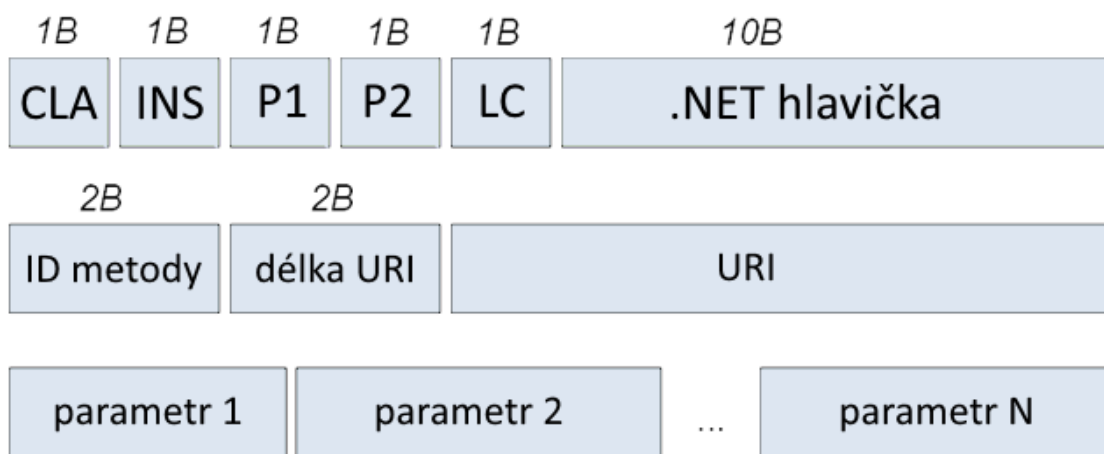 1B 1B 1B 1B 1B 10B
CLA INS P1 P2 LC .NET hlavička
2B 2B
ID metody délka URI URI
parametr 1 parametr 2 ... parametr N